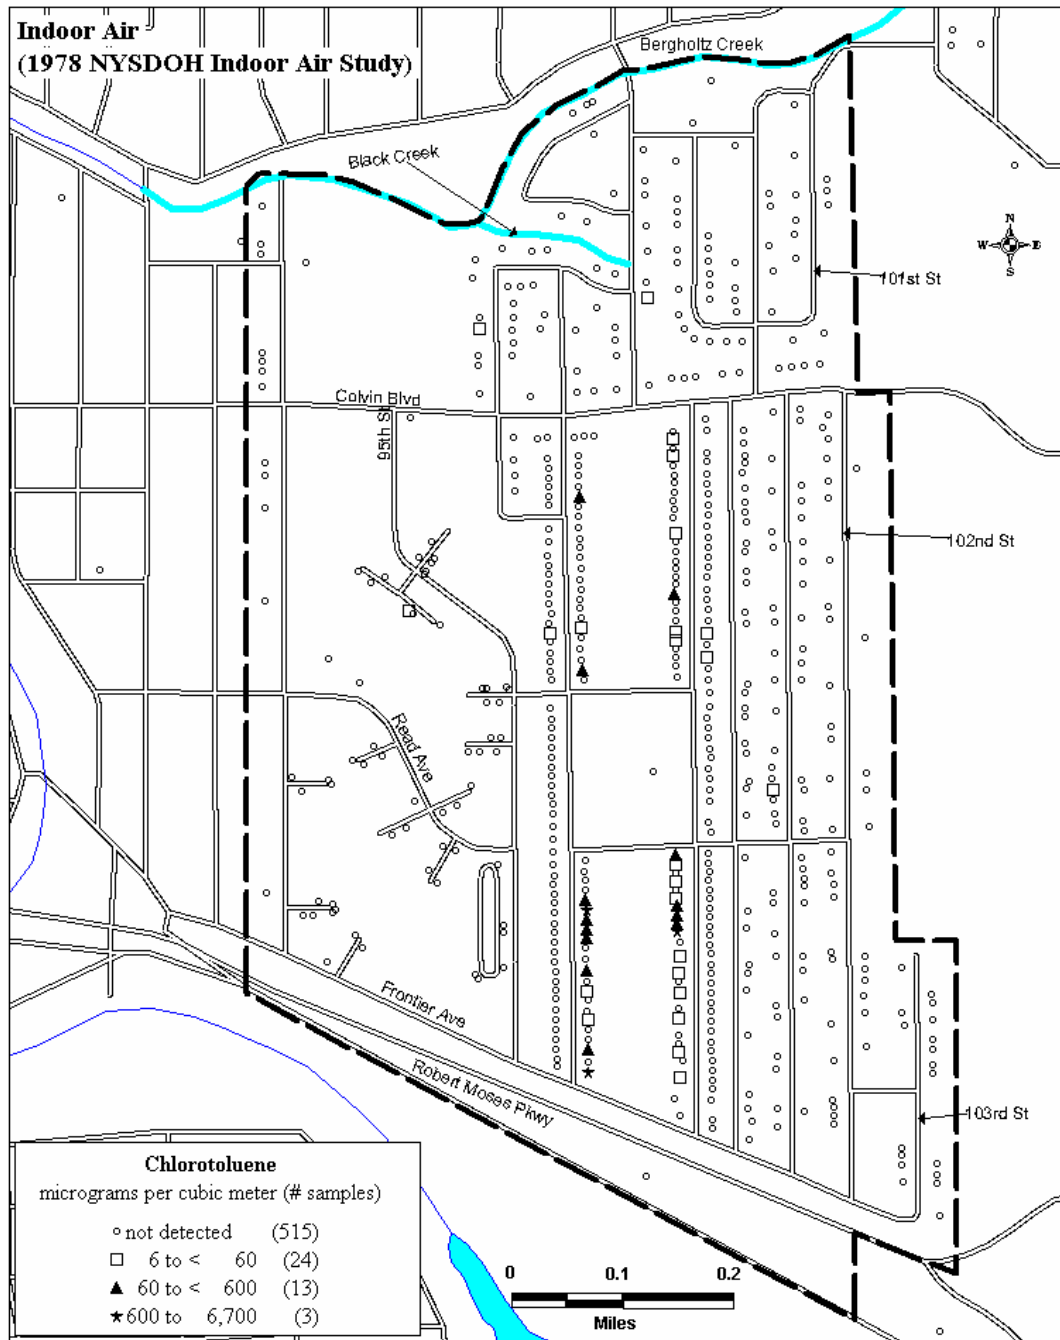 Indoor Air
(1978 NYSDOH Indoor Air Study)
Bergholtz Creek
Black Creek
N
W E
S
101st St
Colvin Blvd
95th St
102nd St
Read Ave
Frontier Ave
Robert Moses Pkwy
103rd St
Chlorotoluene
micrograms per cubic meter (# samples)
not detected (515)
6 to < 60 (24)
60 to < 600 (13)
600 to 6,700 (3)
0 0.1 0.2
Miles